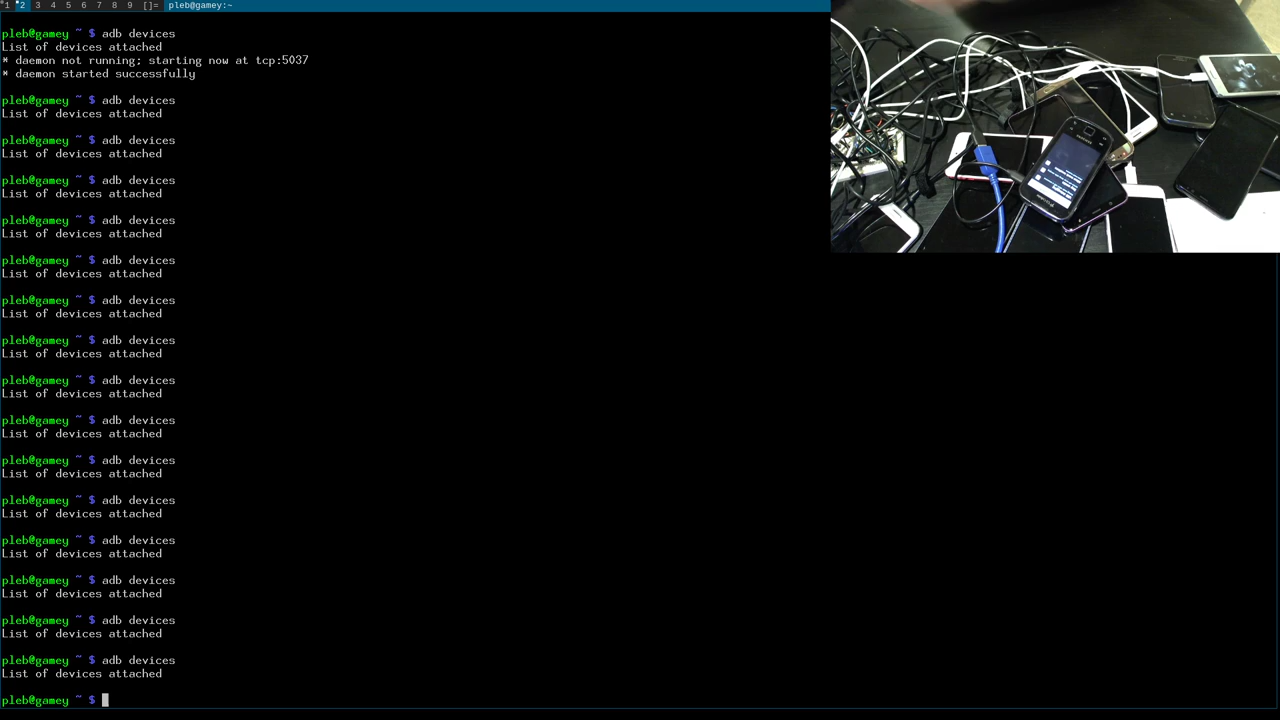 1 2 3 4 5 6 7 8 9 []= pleb@gamey:~
pleb@gamey ~ $ adb devices
List of devices attached
* daemon not running; starting now at tcp:5037
* daemon started successfully
pleb@gamey ~ $ adb devices
List of devices attached
pleb@gamey ~ $ adb devices
List of devices attached
pleb@gamey ~ $ adb devices
List of devices attached
pleb@gamey ~ $ adb devices
List of devices attached
pleb@gamey ~ $ adb devices
List of devices attached
pleb@gamey ~ $ adb devices
List of devices attached
pleb@gamey ~ $ adb devices
List of devices attached
pleb@gamey ~ $ adb devices
List of devices attached
pleb@gamey ~ $ adb devices
List of devices attached
pleb@gamey ~ $ adb devices
List of devices attached
pleb@gamey ~ $ adb devices
List of devices attached
pleb@gamey ~ $ adb devices
List of devices attached
pleb@gamey ~ $ adb devices
List of devices attached
pleb@gamey ~ $ adb devices
List of devices attached
pleb@gamey ~ $ adb devices
List of devices attached
pleb@gamey ~ $